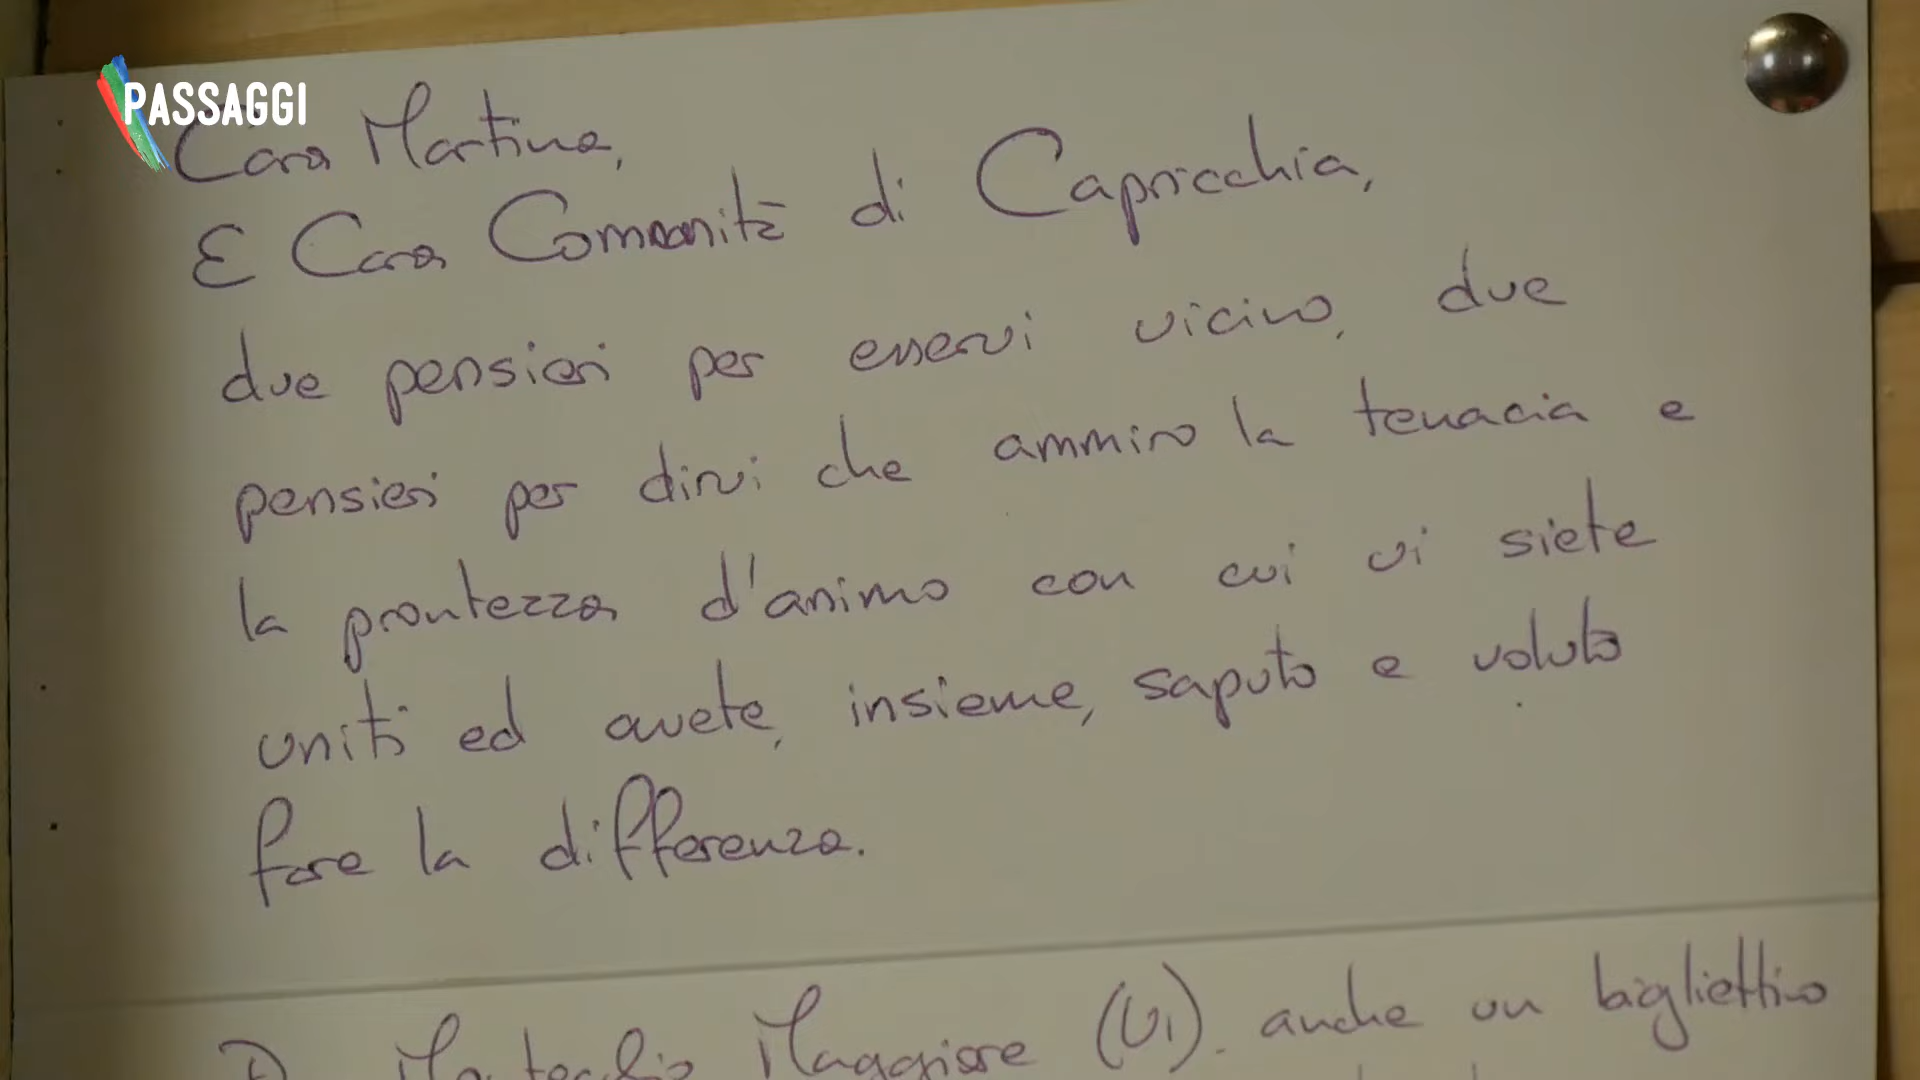 PASSAGGI
Cara Martina,
E Cara Comunità di Capricchia,
due pensieri per esservi vicino, due
pensieri per dirvi che ammiro la tenacia e
la prontezza d'animo con cui vi siete
uniti ed avete, insieme, saputo e voluto
fare la differenza.
Maggiore (VI). anche un bigliettino